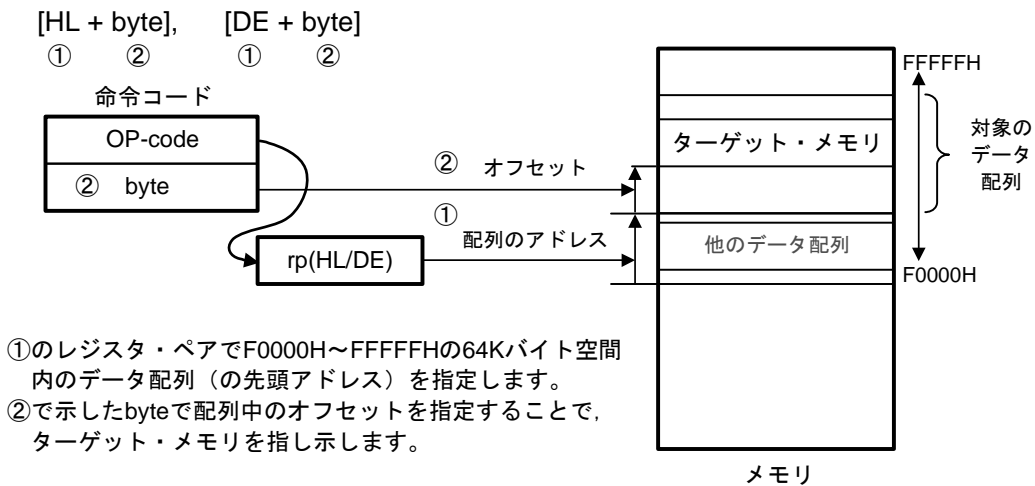 [HL + byte], [DE + byte]
① ② ① ②
命令コード
OP-code
② byte
② オフセット
①
配列のアドレス
rp(HL/DE)
FFFFFH
ターゲット・メモリ
対象の
データ
配列
他のデータ配列
F0000H
メモリ
①のレジスタ・ペアでF0000H～FFFFFHの64Kバイト空間
内のデータ配列（の先頭アドレス）を指定します。
②で示したbyteで配列中のオフセットを指定することで,
ターゲット・メモリを指し示します。